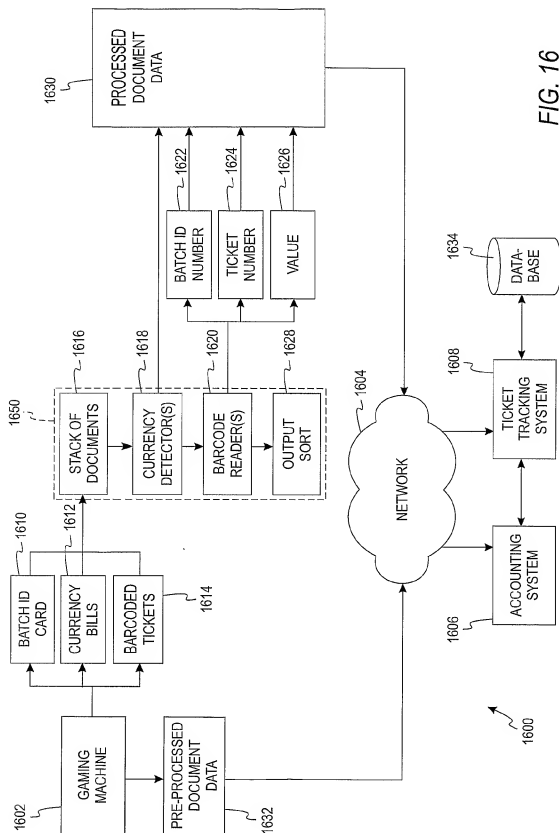 1602
GAMING
MACHINE
PRE-PROCESSED
DOCUMENT
DATA
1632
1610
BATCH ID
CARD
1612
CURRENCY
BILLS
BARCODED
TICKETS
1614
1650
1616
STACK OF
DOCUMENTS
1618
CURRENCY
DETECTOR(S)
1620
BARCODE
READER(S)
1628
OUTPUT
SORT
1622
BATCH ID
NUMBER
1624
TICKET
NUMBER
1626
VALUE
1630
PROCESSED
DOCUMENT
DATA
1604
NETWORK
1606
ACCOUNTING
SYSTEM
1608
TICKET
TRACKING
SYSTEM
1634
DATA-
BASE
1600
FIG. 16